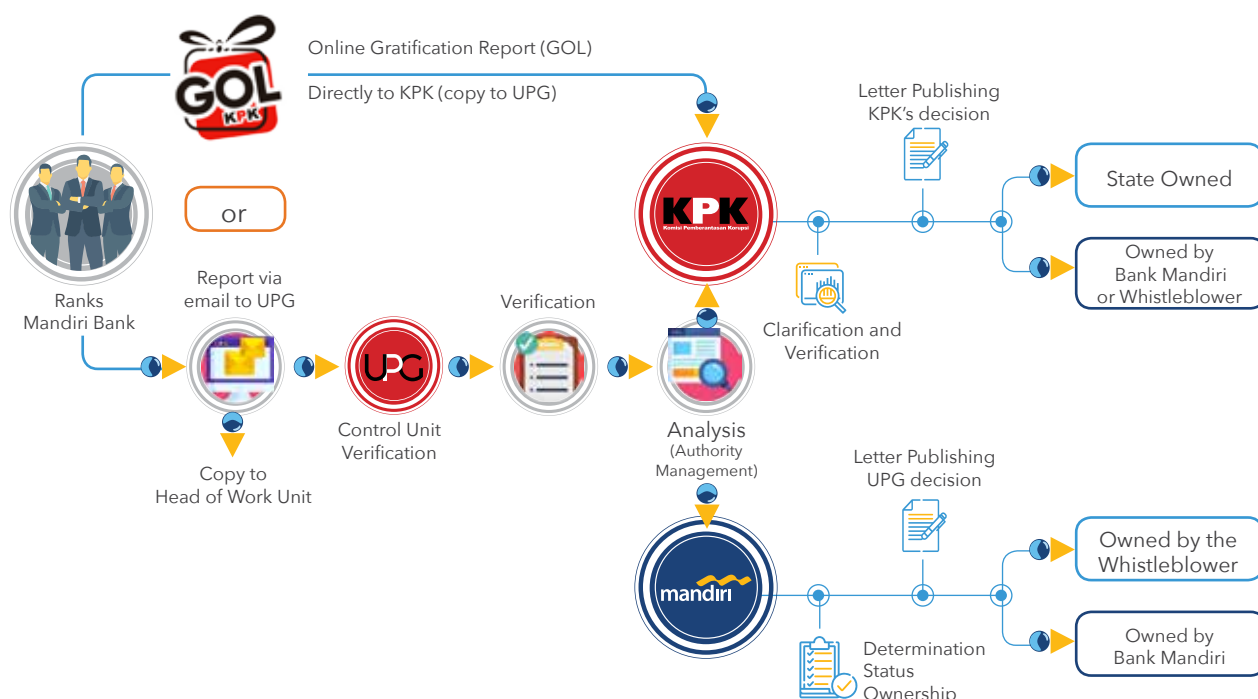 Online Gratification Report (GOL)
GOL
KPK
Directly to KPK (copy to UPG)
Letter Publishing
KPK's decision
State Owned
or
KPK
Komisi Pemberantasan Korupsi
Owned by
Bank Mandiri
or Whistleblower
Ranks
Mandiri Bank
Report via
email to UPG
Verification
Clarification and
Verification
UPG
Control Unit
Verification
Analysis
(Authority
Management)
Copy to
Head of Work Unit
Letter Publishing
UPG decision
Owned by the
Whistleblower
mandiri
Determination
Status
Ownership
Owned by
Bank Mandiri